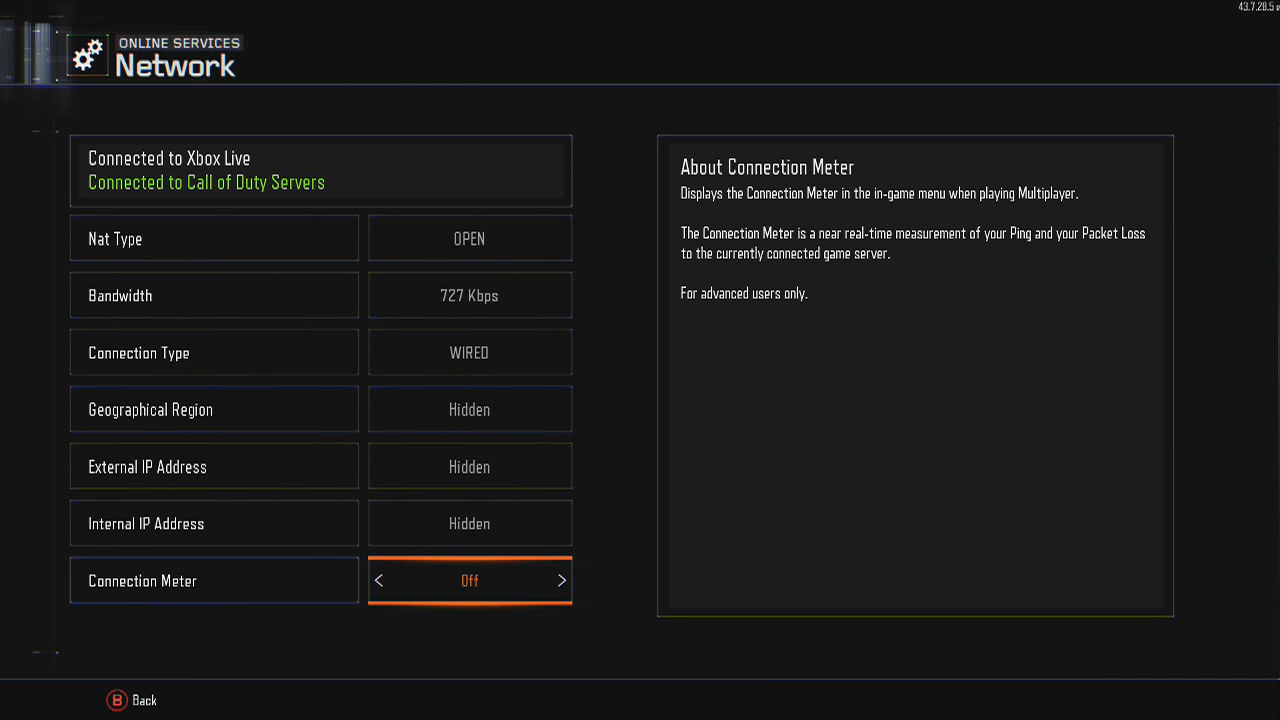 43.7.28.5
ONLINE SERVICES
Network
Connected to Xbox Live
Connected to Call of Duty Servers
Nat Type OPEN
Bandwidth 727 Kbps
Connection Type WIRED
Geographical Region Hidden
External IP Address Hidden
Internal IP Address Hidden
Connection Meter < Off >
About Connection Meter
Displays the Connection Meter in the in-game menu when playing Multiplayer.
The Connection Meter is a near real-time measurement of your Ping and your Packet Loss
to the currently connected game server.
For advanced users only.
B Back